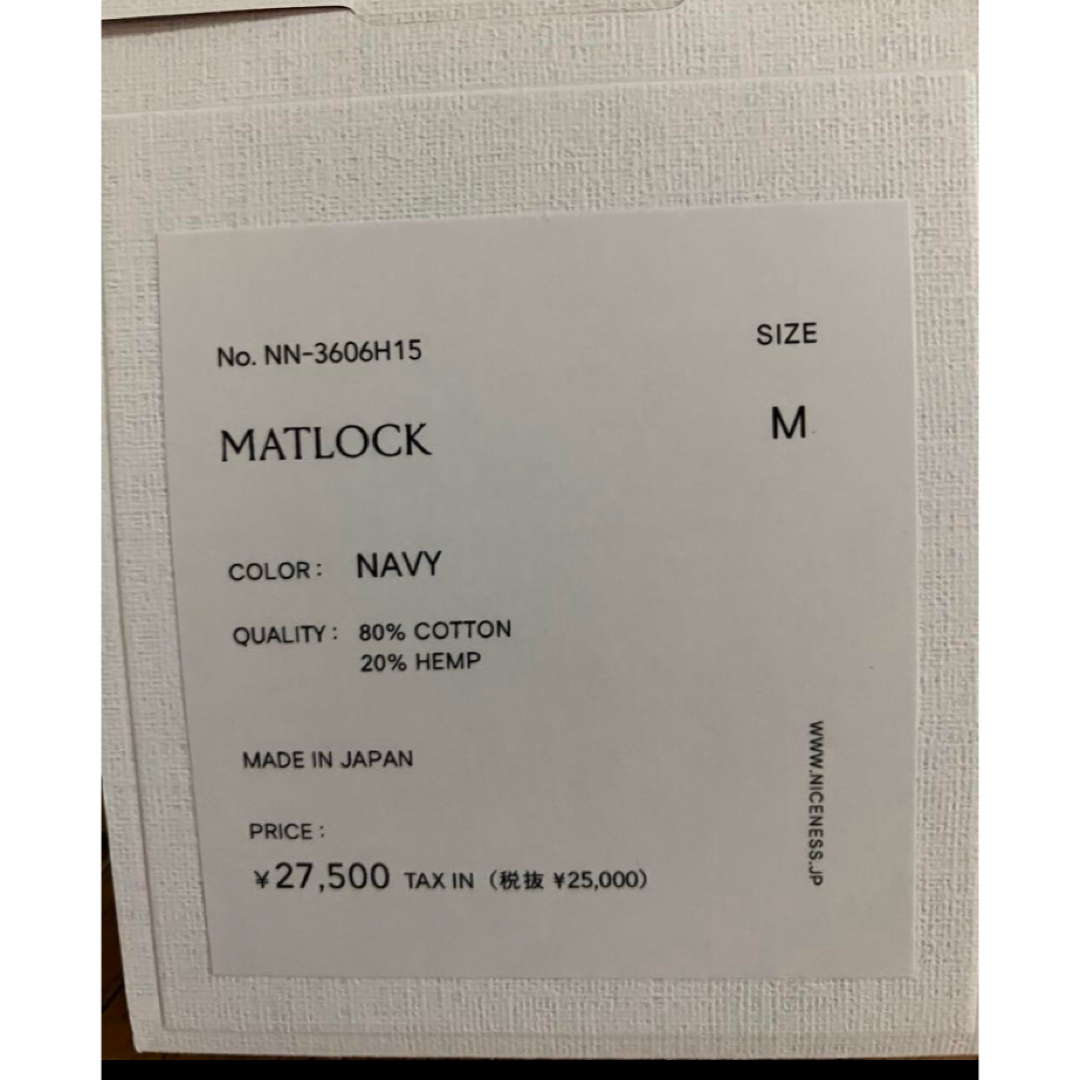 No. NN-3606H15
SIZE
MATLOCK
M
COLOR : NAVY
QUALITY : 80% COTTON
20% HEMP
MADE IN JAPAN
PRICE :
¥27,500 TAX IN (税抜 ¥25,000)
WWW.NICENESS.JP